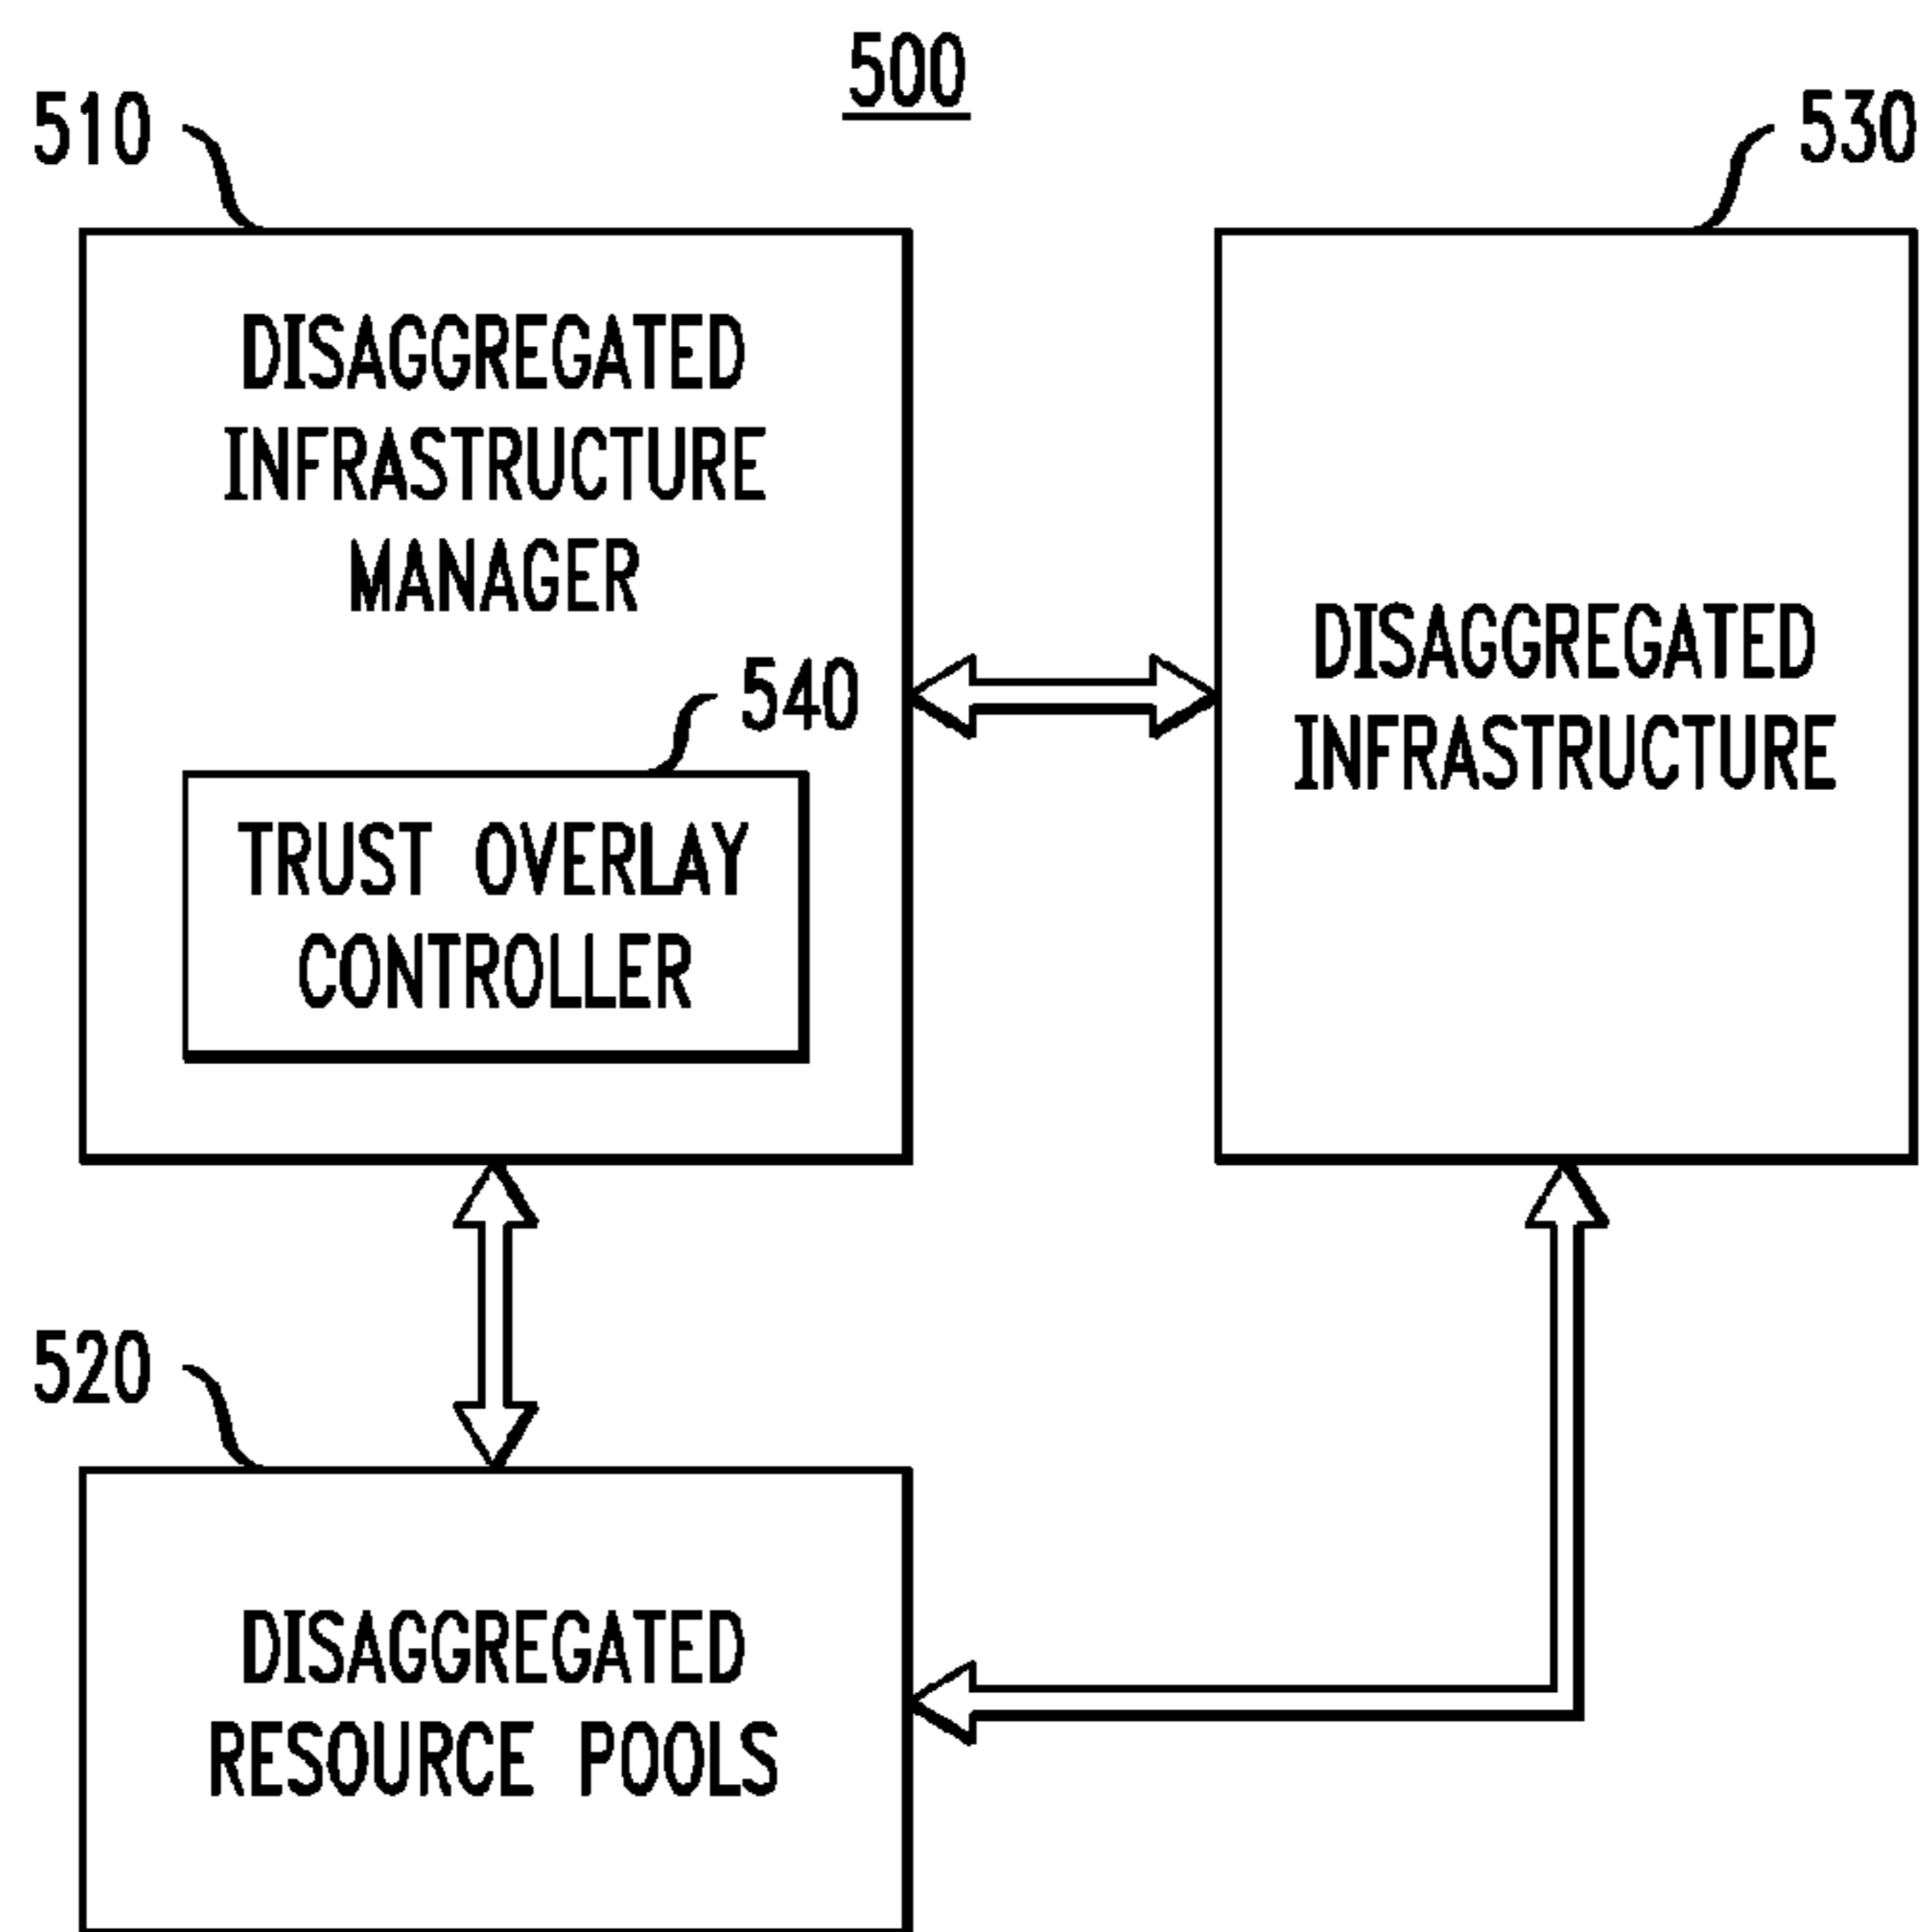 500
510
530
DISAGGREGATED
INFRASTRUCTURE
MANAGER
540
TRUST OVERLAY
CONTROLLER
DISAGGREGATED
INFRASTRUCTURE
520
DISAGGREGATED
RESOURCE POOLS